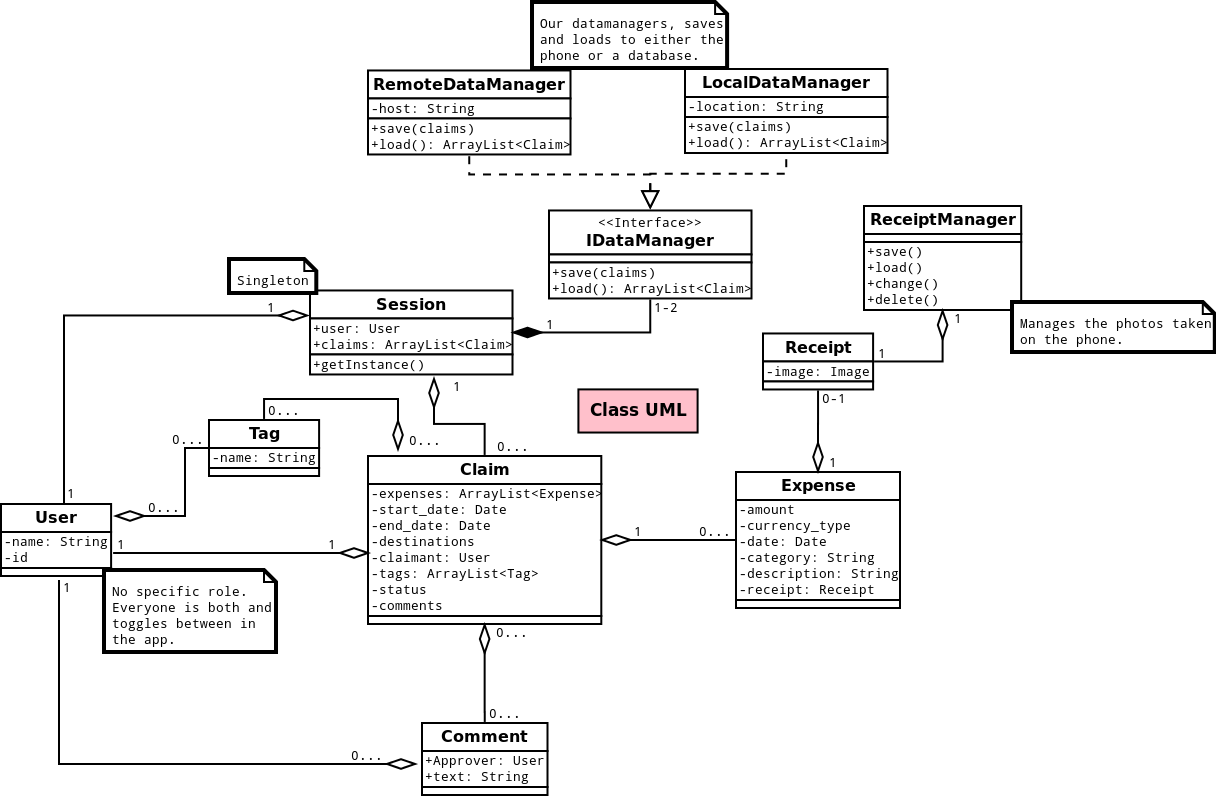 Our datamanagers, saves
and loads to either the
phone or a database.
RemoteDataManager
-host: String
+save(claims)
+load(): ArrayList<Claim>
LocalDataManager
-location: String
+save(claims)
+load(): ArrayList<Claim>
<<Interface>>
IDataManager
+save(claims)
+load(): ArrayList<Claim>
1-2
ReceiptManager
+save()
+load()
+change()
+delete()
1
Manages the photos taken
on the phone.
Singleton
1
Session
+user: User
+claims: ArrayList<Claim>
+getInstance()
1
1
Receipt
-image: Image
1
0-1
Class UML
0...
Tag
-name: String
0...
0...
0...
0...
1
User
-name: String
-id
1
1
1
No specific role.
Everyone is both and
toggles between in
the app.
Claim
-expenses: ArrayList<Expense>
-start_date: Date
-end_date: Date
-destinations
-claimant: User
-tags: ArrayList<Tag>
-status
-comments
1
0...
1
Expense
-amount
-currency_type
-date: Date
-category: String
-description: String
-receipt: Receipt
0...
0...
0...
Comment
+Approver: User
+text: String